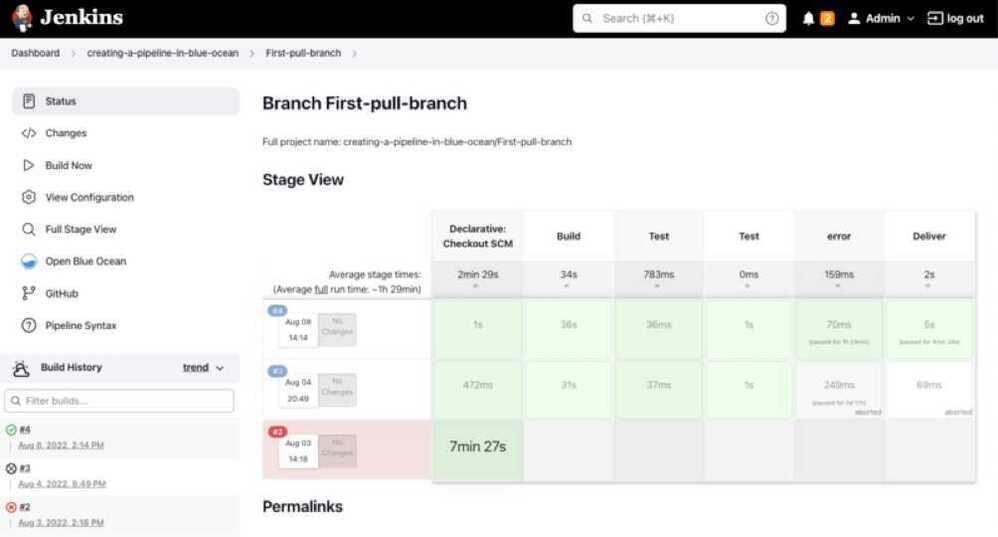 Jenkins
Search (⌘+K)
2
Admin
log out
Dashboard
creating-a-pipeline-in-blue-ocean
First-pull-branch
Status
Changes
Build Now
View Configuration
Full Stage View
Open Blue Ocean
GitHub
Pipeline Syntax
Build History
trend
Filter builds...
#4
Aug 8, 2022, 2:14 PM
#3
Aug 4, 2022, 8:49 PM
#2
Aug 3, 2022, 2:18 PM
Branch First-pull-branch
Full project name: creating-a-pipeline-in-blue-ocean/First-pull-branch
Stage View
Declarative: Build Test Test error Deliver
Checkout SCM
Average stage times: 2min 29s 34s 783ms 0ms 159ms 2s
(Average full run time: ~1h 29min)
#4
Aug 08 No
14:14 Changes
1s 36s 36ms 1s 70ms 5s
#3
Aug 04 No
20:49 Changes
472ms 31s 37ms 1s 249ms 69ms
aborted aborted
#2
Aug 03 No
14:18 Changes
7min 27s
Permalinks